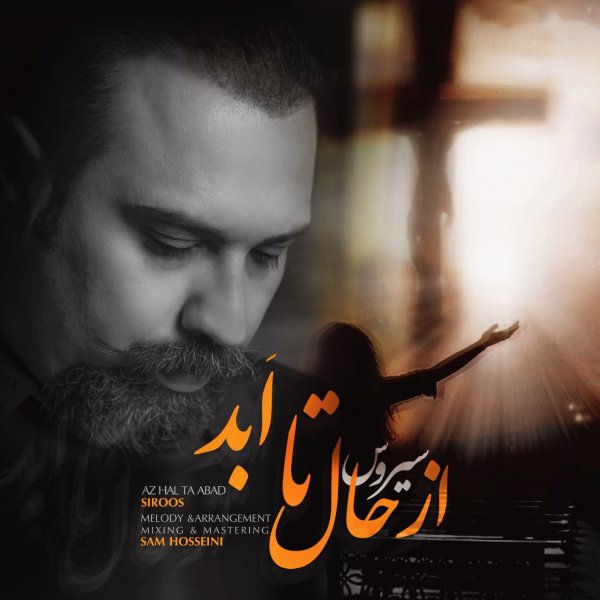 از حال تا اَبد
سیروس
AZ HAL TA ABAD
SIROOS
MELODY &ARRANGEMENT
MIXING & MASTERING
SAM HOSSEINI